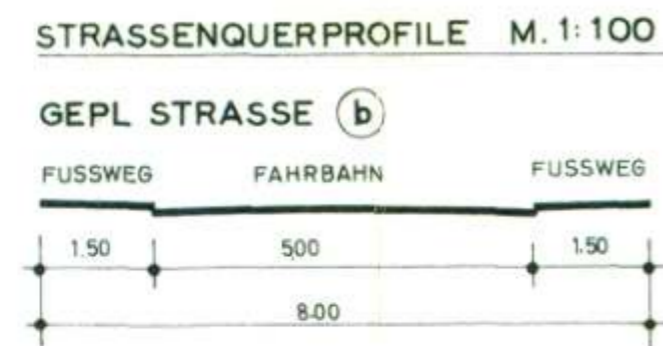 STRASSENQUERPROFILE M. 1:100
GEPL STRASSE b
FUSSWEG FAHRBAHN FUSSWEG
1.50 5,00 1.50
8.00